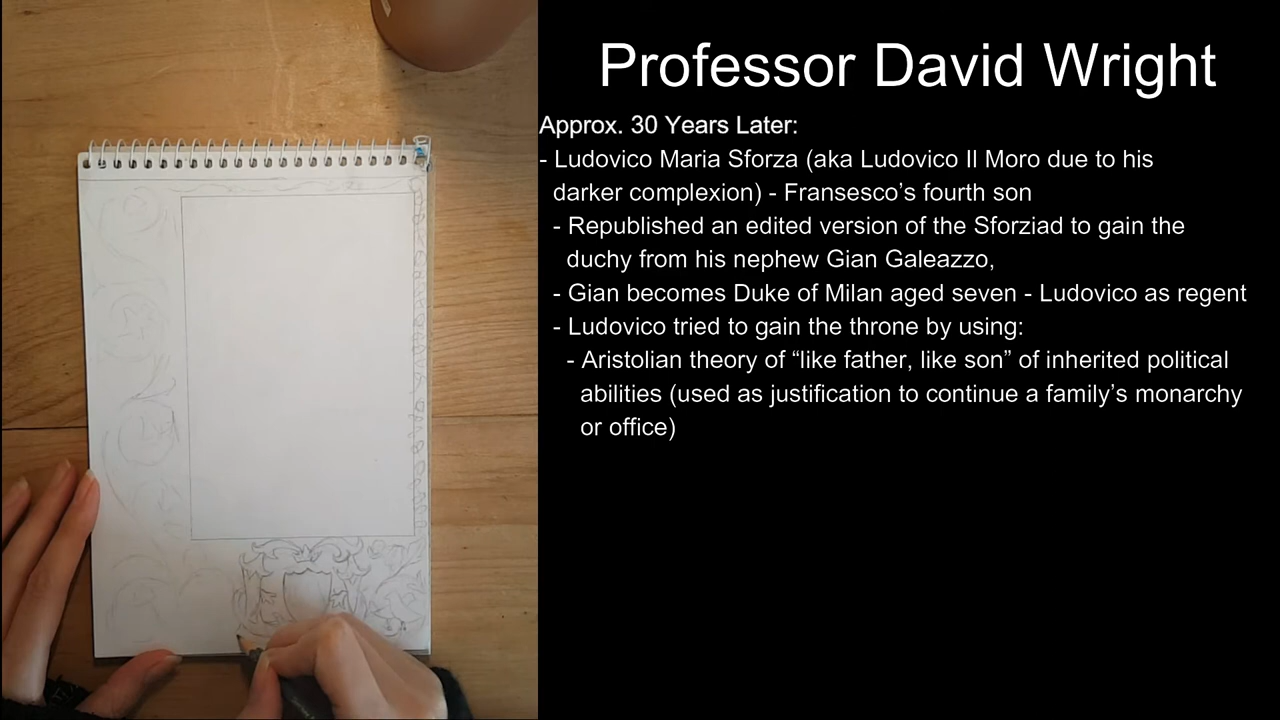 Professor David Wright
Approx. 30 Years Later:
- Ludovico Maria Sforza (aka Ludovico Il Moro due to his
darker complexion) - Fransesco’s fourth son
- Republished an edited version of the Sforziad to gain the
duchy from his nephew Gian Galeazzo,
- Gian becomes Duke of Milan aged seven - Ludovico as regent
- Ludovico tried to gain the throne by using:
- Aristolian theory of “like father, like son” of inherited political
abilities (used as justification to continue a family’s monarchy
or office)